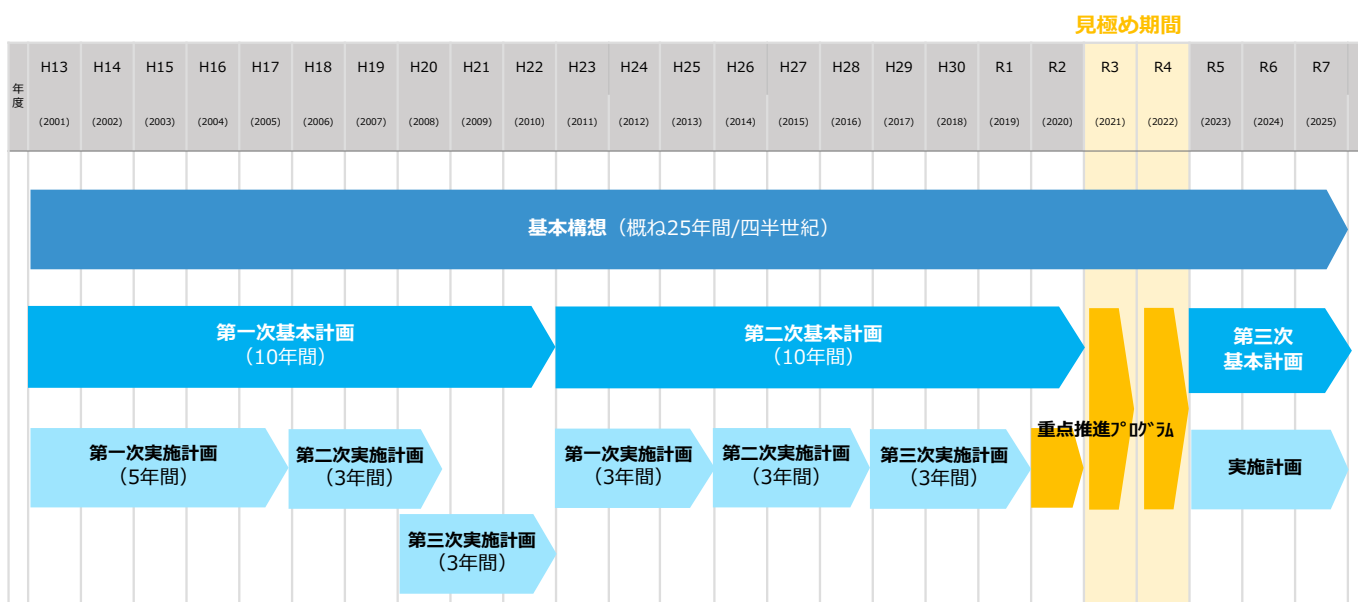 見極め期間
年度
H13 H14 H15 H16 H17 H18 H19 H20 H21 H22 H23 H24 H25 H26 H27 H28 H29 H30 R1 R2 R3 R4 R5 R6 R7
(2001) (2002) (2003) (2004) (2005) (2006) (2007) (2008) (2009) (2010) (2011) (2012) (2013) (2014) (2015) (2016) (2017) (2018) (2019) (2020) (2021) (2022) (2023) (2024) (2025)
基本構想（概ね25年間/四半世紀）
第一次基本計画
（10年間）
第二次基本計画
（10年間）
第三次
基本計画
第一次実施計画
（5年間）
第二次実施計画
（3年間）
第一次実施計画
（3年間）
第二次実施計画
（3年間）
第三次実施計画
（3年間）
重点推進ﾌﾟﾛｸﾞﾗﾑ
実施計画
第三次実施計画
（3年間）